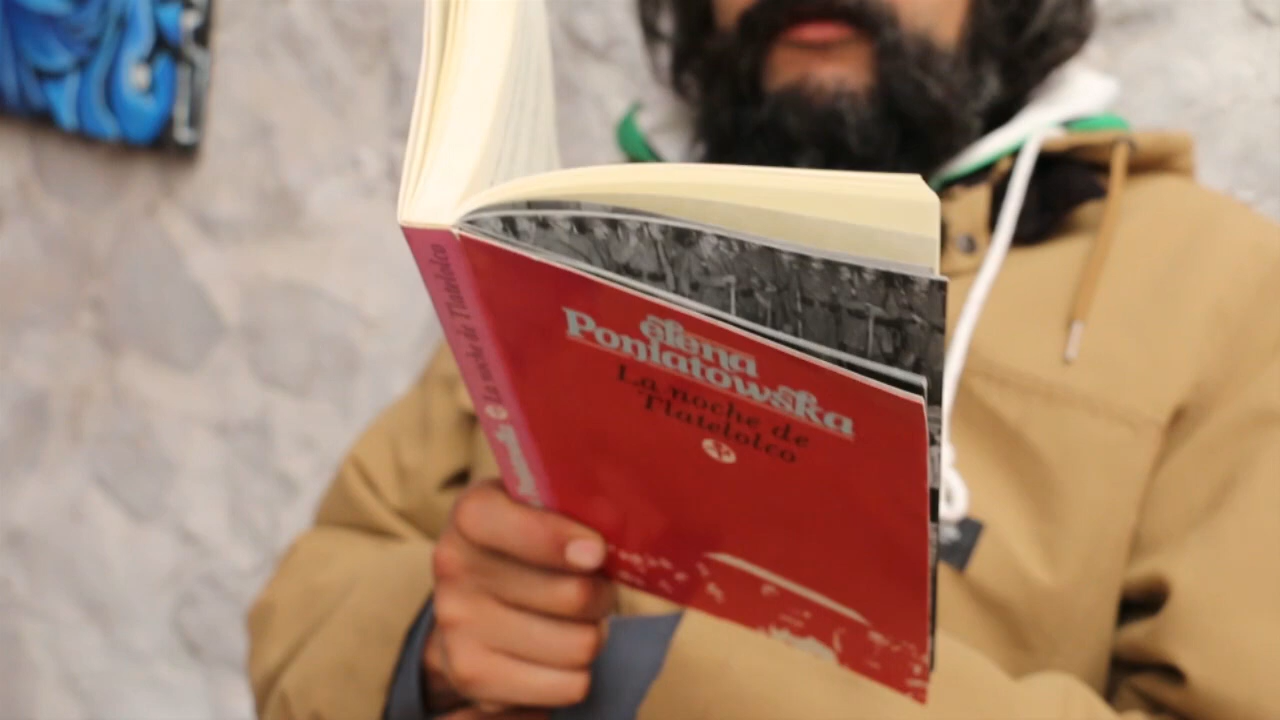 elena
Poniatowska
La noche de
Tlatelolco
La noche de Tlatelolco